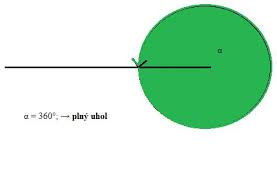 α
α = 360°; → plný uhol